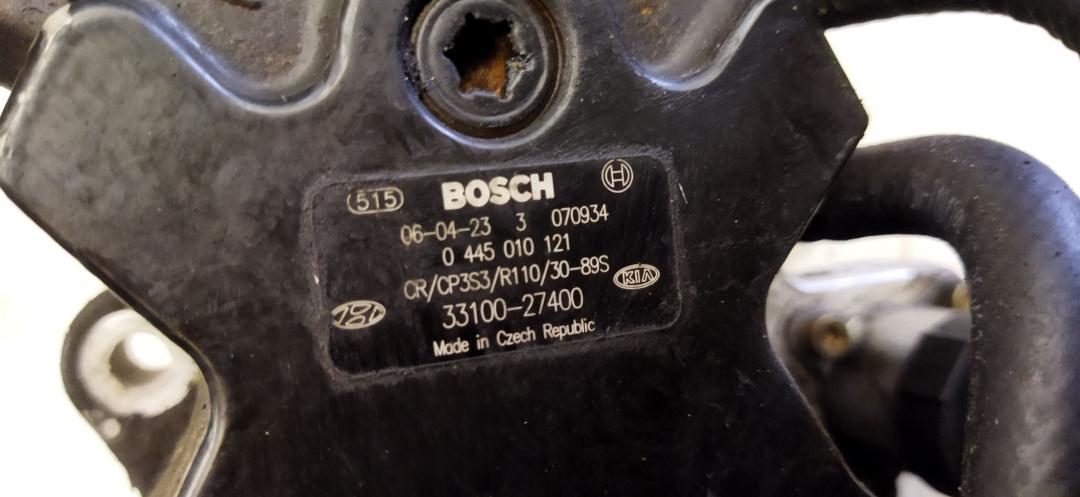 515 BOSCH
06-04-23 3 070934
0 445 010 121
CR/CP3S3/R110/30-89S
KIA
33100-27400
Made in Czech Republic